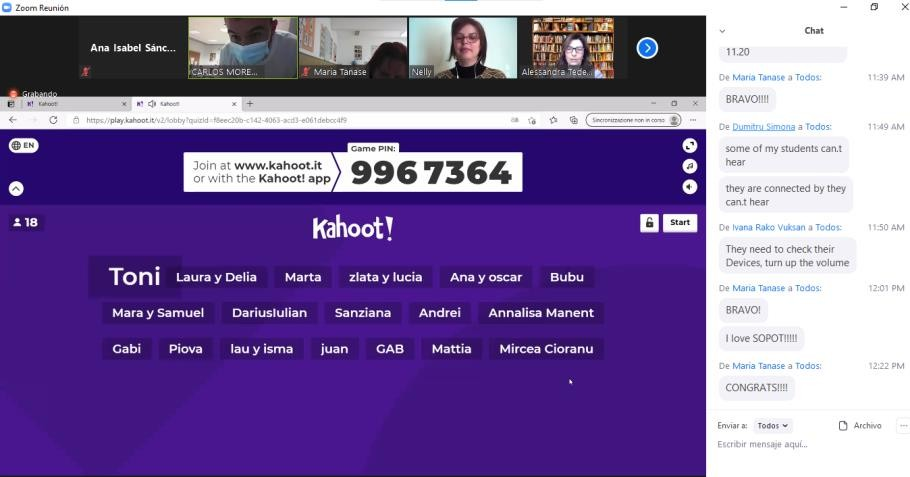 Zoom Reunión
Ana Isabel Sánc...
CARLOS MORE...
Maria Tanase
Nelly
Alessandra Tede...
Grabando
K! Kahoot!
K! Kahoot!
https://play.kahoot.it/v2/lobby?quizId=f8eec20b-c142-4063-acd3-e061debcc4f9
Sincronizzazione non in corso
EN
Join at www.kahoot.it
or with the Kahoot! app
Game PIN:
996 7364
18
Kahoot!
Start
Toni
Laura y Delia
Marta
zlata y lucia
Ana y oscar
Bubu
Mara y Samuel
DariusIulian
Sanziana
Andrei
Annalisa Manent
Gabi
Piova
lau y isma
juan
GAB
Mattia
Mircea Cioranu
Chat
11.20
De Maria Tanase a Todos: 11:39 AM
BRAVO!!!!
De Dumitru Simona a Todos: 11:49 AM
some of my students can.t
hear
they are connected by they
can.t hear
De Ivana Rako Vuksan a Todos: 11:50 AM
They need to check their
Devices, turn up the volume
De Maria Tanase a Todos: 12:01 PM
BRAVO!
I love SOPOT!!!!!
De Maria Tanase a Todos: 12:22 PM
CONGRATS!!!!
Enviar a: Todos
Archivo
Escribir mensaje aquí...